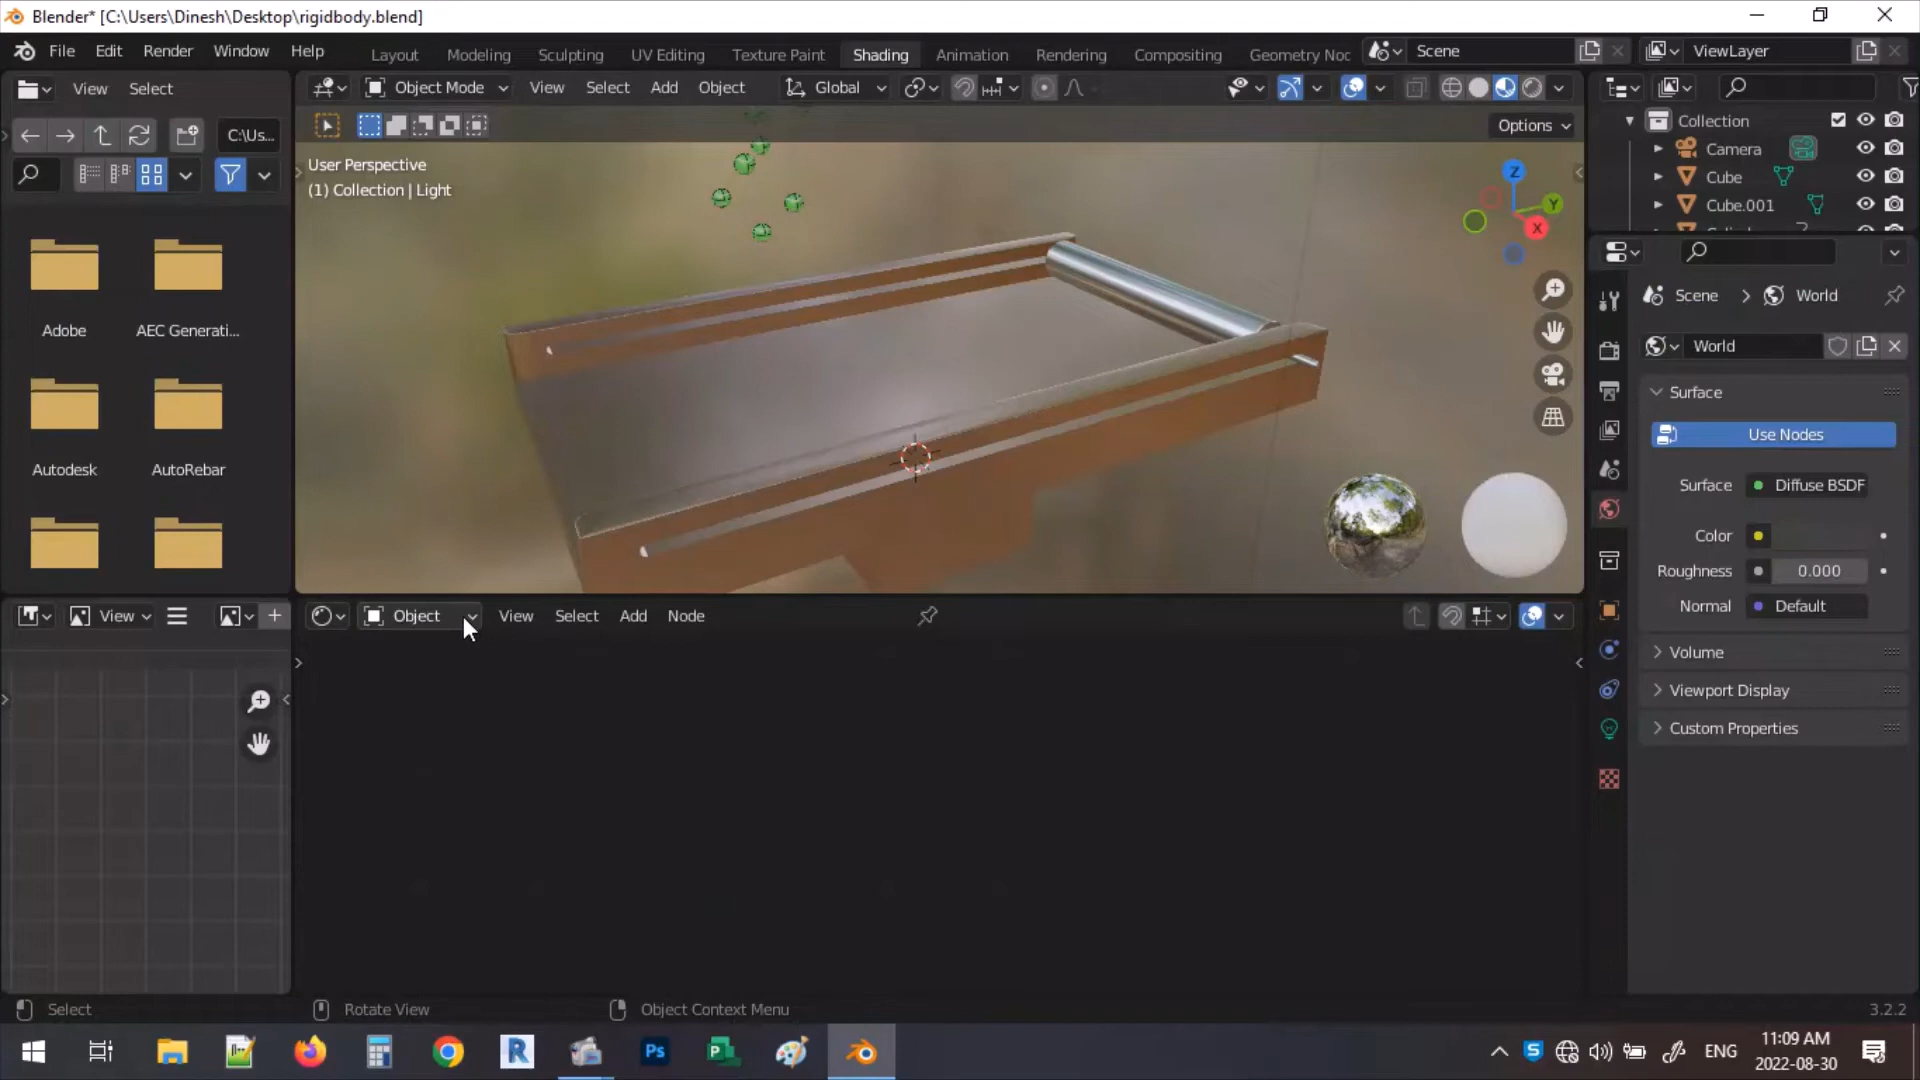 Blender* [C:\Users\Dinesh\Desktop\rigidbody.blend]
File Edit Render Window Help
Layout Modeling Sculpting UV Editing Texture Paint Shading Animation Rendering Compositing Geometry Noc
Scene
ViewLayer
View Select
Object Mode View Select Add Object Global
C:\Us...
Options
User Perspective
(1) Collection | Light
Z
Y
X
Adobe
AEC Generati...
Autodesk
AutoRebar
Collection
Camera
Cube
Cube.001
Scene > World
World
Surface
Use Nodes
Surface Diffuse BSDF
Color
Roughness 0.000
Normal Default
Volume
Viewport Display
Custom Properties
View
Object View Select Add Node
Select
Rotate View
Object Context Menu
3.2.2
R
Ps
P
S
ENG
11:09 AM
2022-08-30